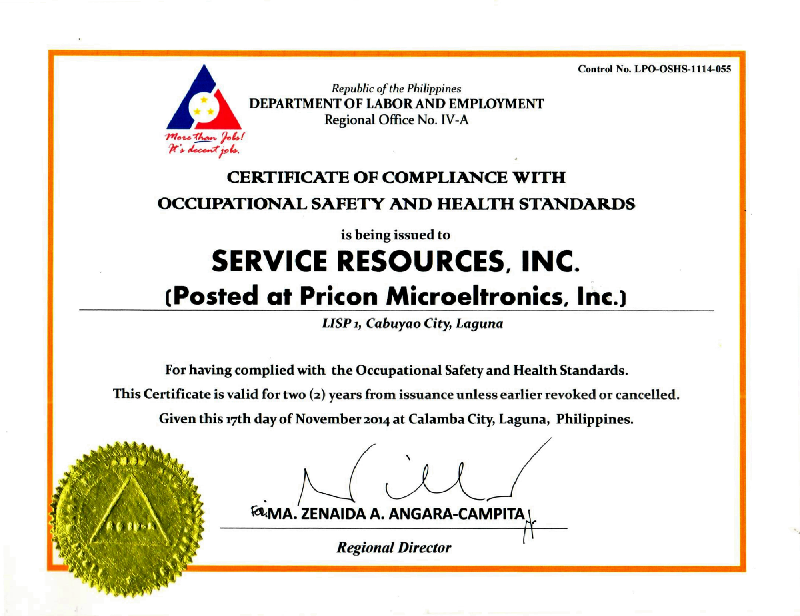 Control No. LPO-OSHS-1114-055
Republic of the Philippines
DEPARTMENT OF LABOR AND EMPLOYMENT
Regional Office No. IV-A
More than Jobs!
It's decent jobs.
CERTIFICATE OF COMPLIANCE WITH
OCCUPATIONAL SAFETY AND HEALTH STANDARDS
is being issued to
SERVICE RESOURCES, INC.
(Posted at Pricon Microeltronics, Inc.)
LISP 1, Cabuyao City, Laguna
For having complied with the Occupational Safety and Health Standards.
This Certificate is valid for two (2) years from issuance unless earlier revoked or cancelled.
Given this 17th day of November 2014 at Calamba City, Laguna, Philippines.
For: MA. ZENAIDA A. ANGARA-CAMPITA
Regional Director